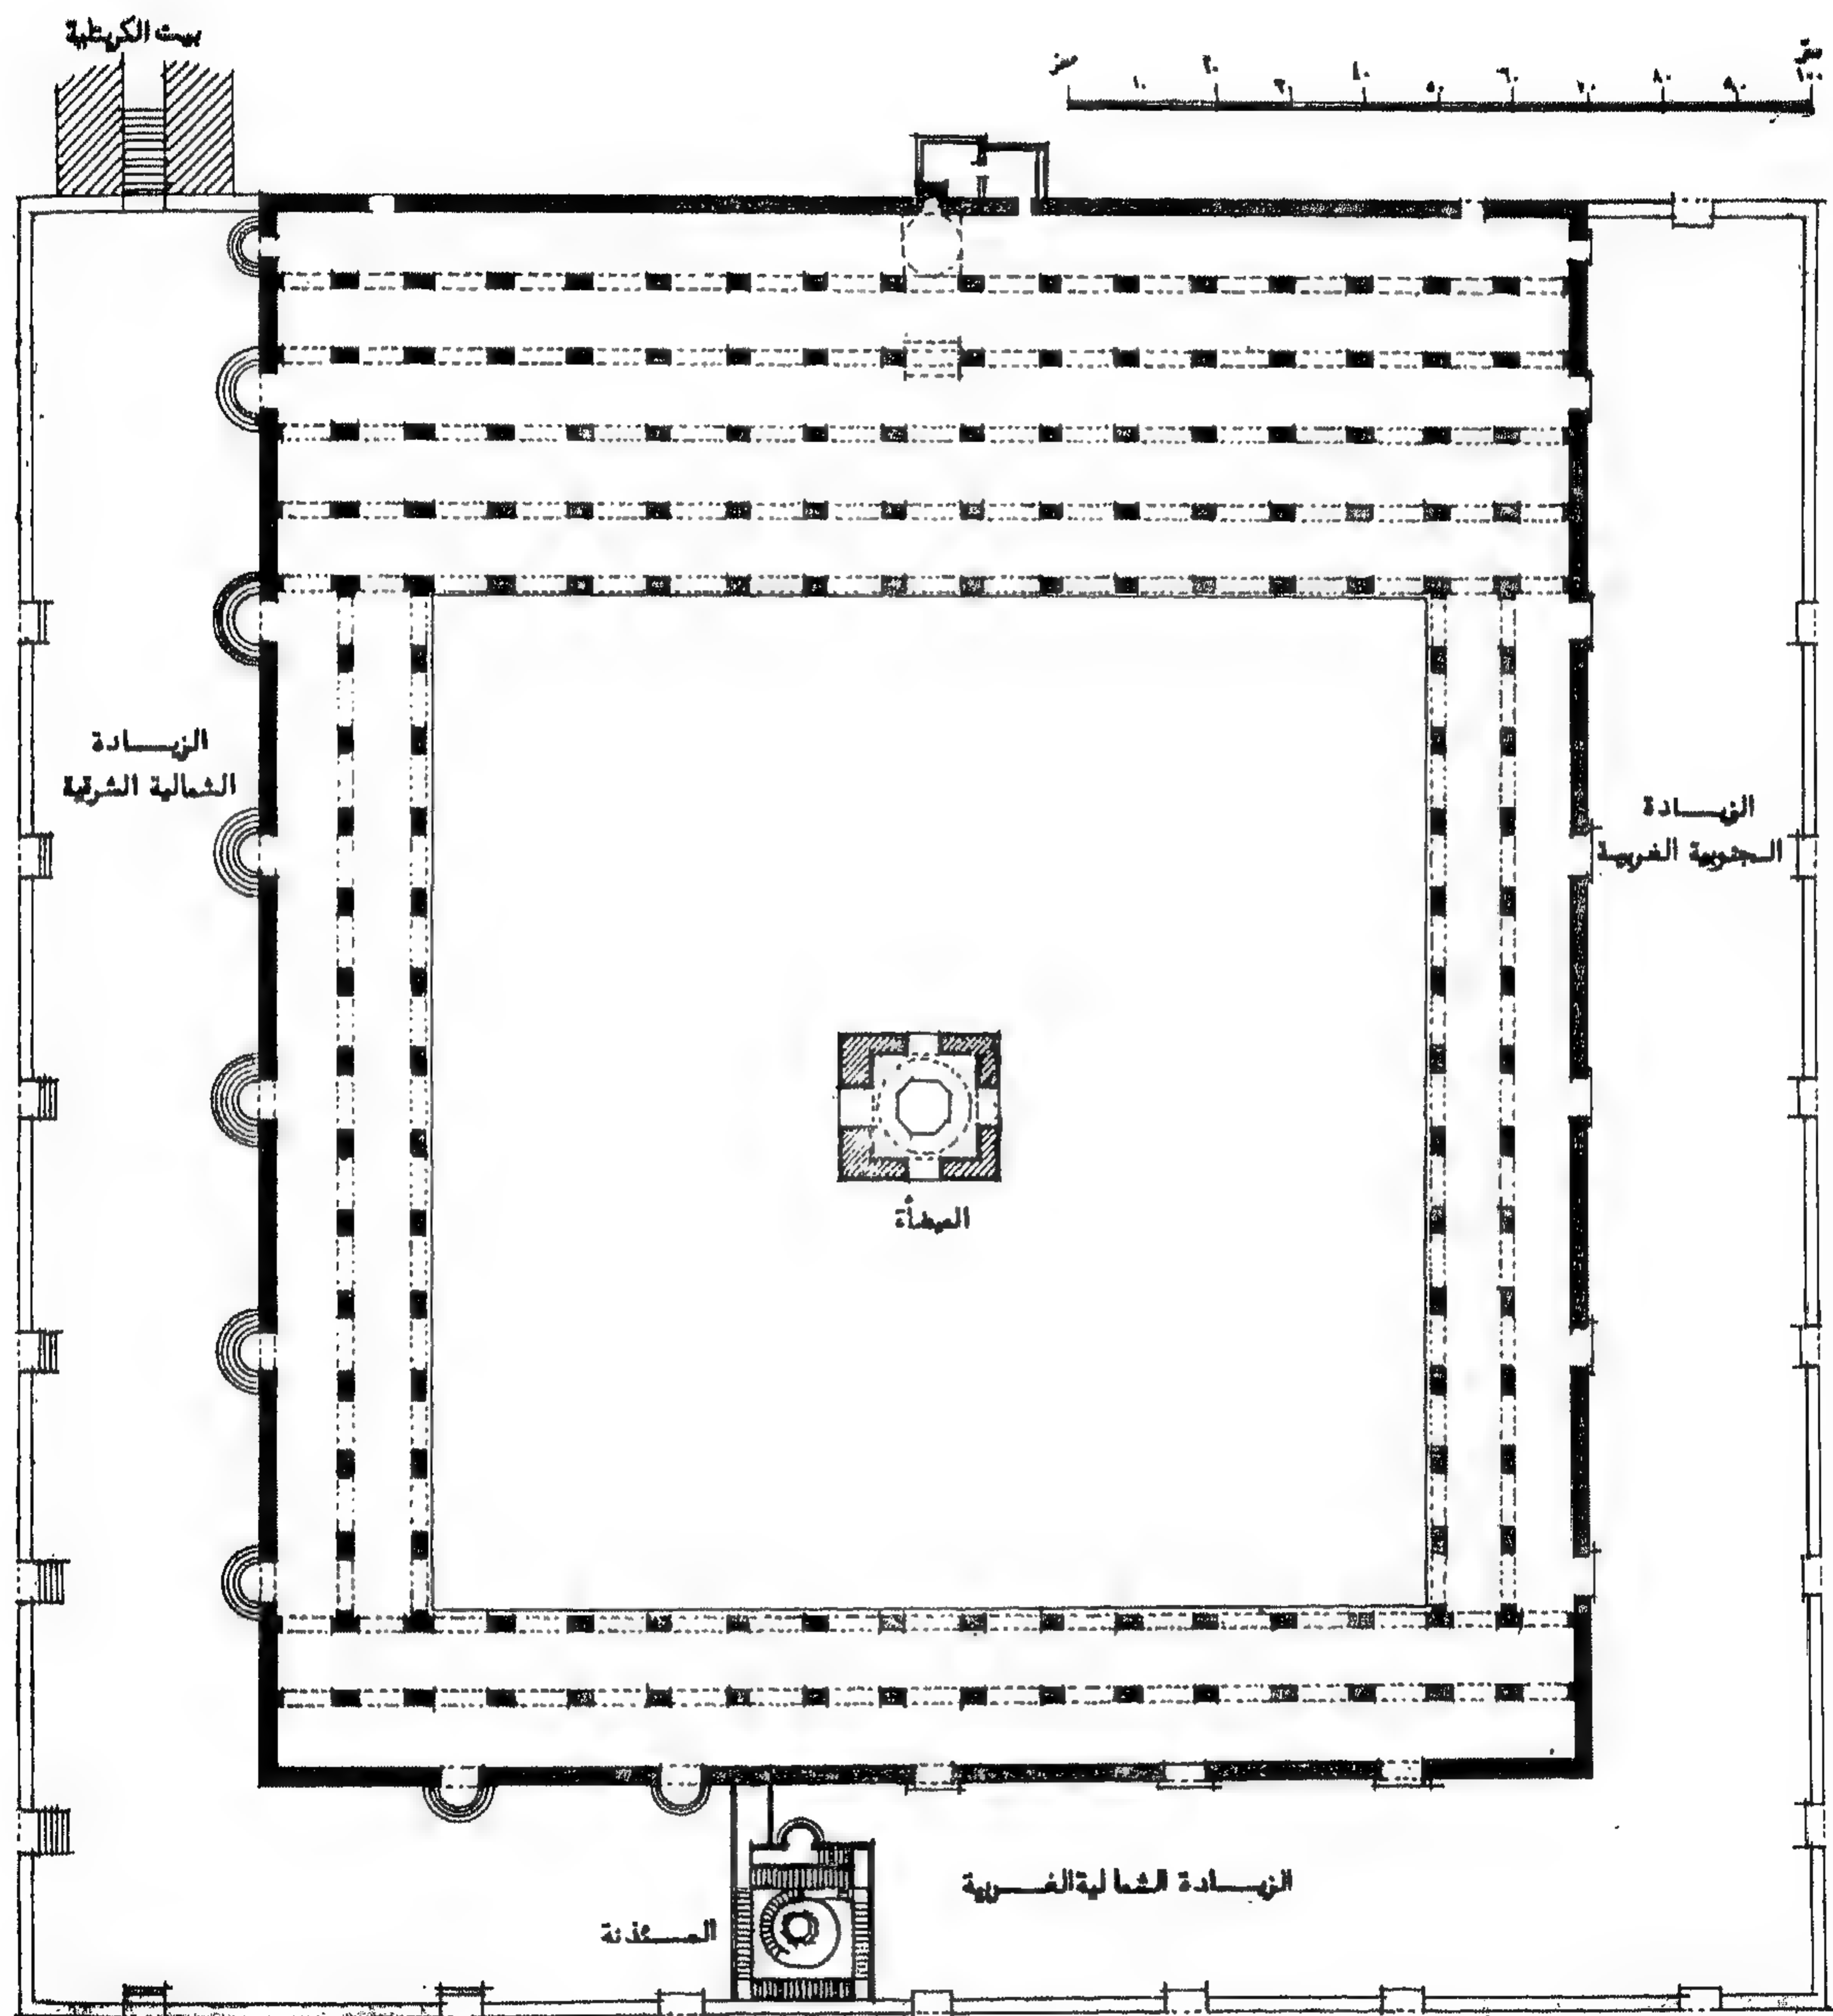 بيت الكريتلية
متر ١٠ ٢٠ ٣٠ ٤٠ ٥٠ ٦٠ ٧٠ ٨٠ ٩٠ ١٠٠ متر
الزيـــادة
الشمالية الشرقية
الزيـــادة
الجنوبية الغربية
الميضأة
الزيـــادة الشمالية الغـــربية
المـــئذنة